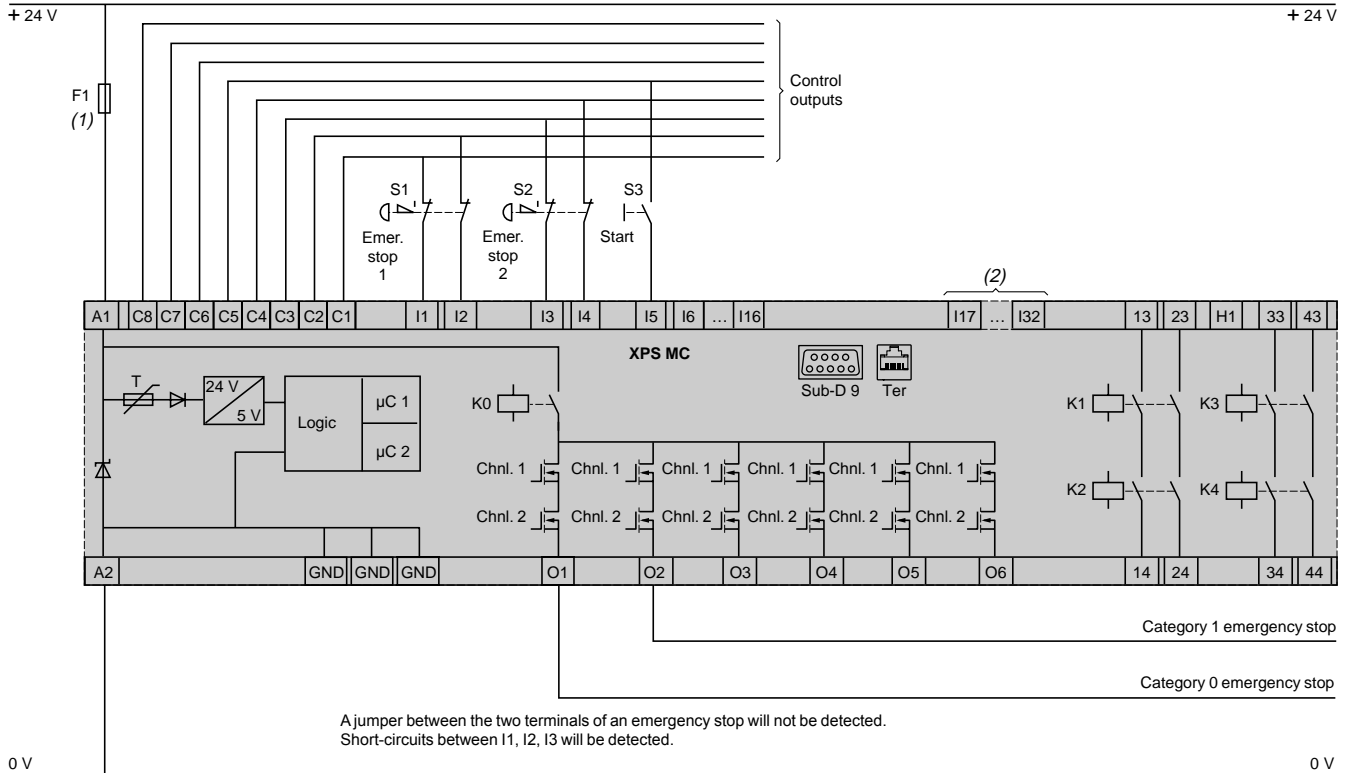 + 24 V
+ 24 V
F1
(1)
Control
outputs
S1
S2
S3
Emer.
stop
1
Emer.
stop
2
Start
(2)
A1 C8 C7 C6 C5 C4 C3 C2 C1 I1 I2 I3 I4 I5 I6 ... I16 I17 ... I32 13 23 H1 33 43
XPS MC
T
24 V
5 V
Logic
µC 1
µC 2
K0
Sub-D 9
Ter
K1
K3
Chnl. 1 Chnl. 1 Chnl. 1 Chnl. 1 Chnl. 1 Chnl. 1
K2
K4
Chnl. 2 Chnl. 2 Chnl. 2 Chnl. 2 Chnl. 2 Chnl. 2
A2 GND GND GND O1 O2 O3 O4 O5 O6 14 24 34 44
Category 1 emergency stop
Category 0 emergency stop
A jumper between the two terminals of an emergency stop will not be detected.
Short-circuits between I1, I2, I3 will be detected.
0 V
0 V